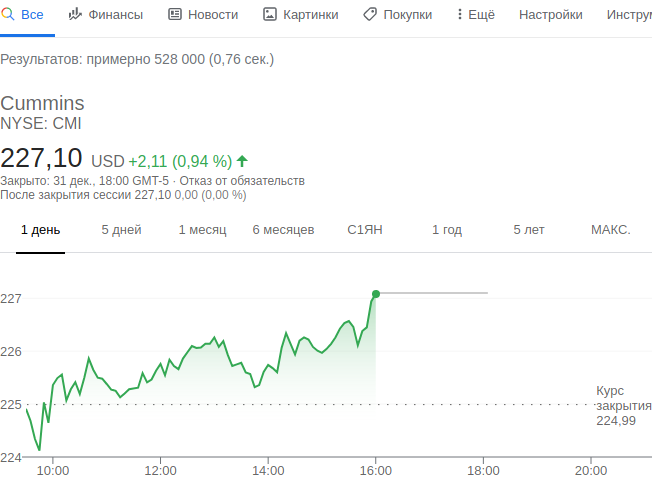 Все Финансы Новости Картинки Покупки Ещё Настройки
Результатов: примерно 528 000 (0,76 сек.)
Cummins
NYSE: CMI
227,10 USD +2,11 (0,94 %)
Закрыто: 31 дек., 18:00 GMT-5 · Отказ от обязательств
После закрытия сессии 227,10 0,00 (0,00 %)
1 день 5 дней 1 месяц 6 месяцев С1ЯН 1 год 5 лет МАКС.
227
226
225
224
Курс
закрытия
224,99
10:00 12:00 14:00 16:00 18:00 20:00